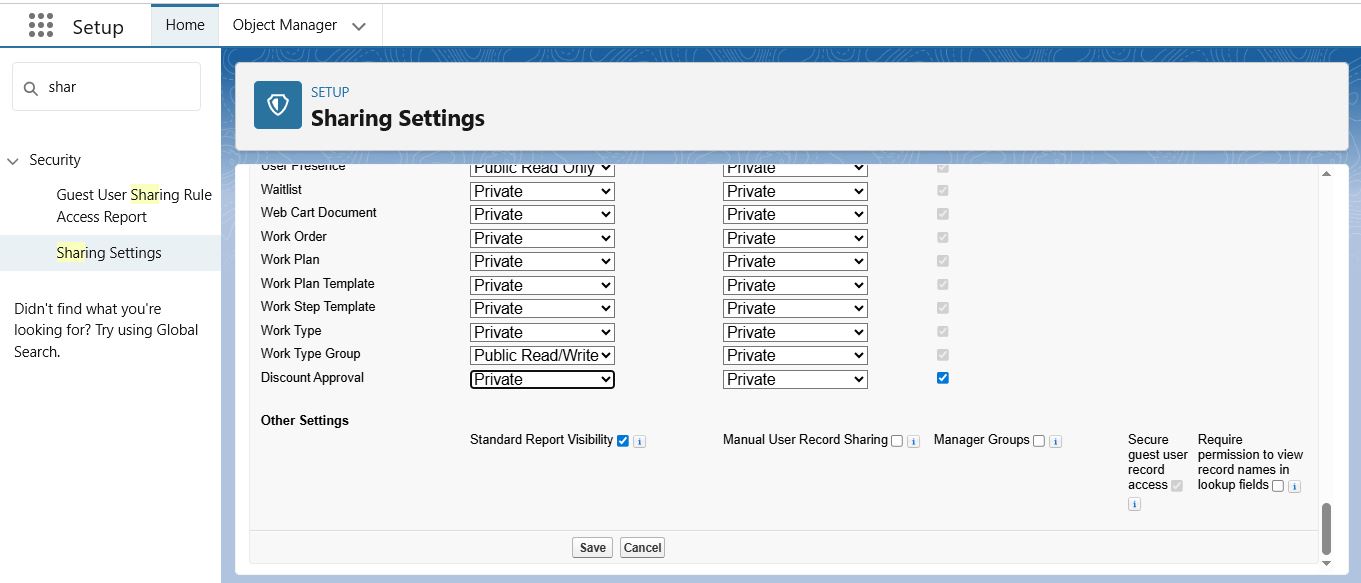 Setup
Home
Object Manager
shar
Security
Guest User Sharing Rule
Access Report
Sharing Settings
Didn't find what you're
looking for? Try using Global
Search.
SETUP
Sharing Settings
User Presence Public Read Only Private
Waitlist Private Private
Web Cart Document Private Private
Work Order Private Private
Work Plan Private Private
Work Plan Template Private Private
Work Step Template Private Private
Work Type Private Private
Work Type Group Public Read/Write Private
Discount Approval Private Private
Other Settings
Standard Report Visibility i
Manual User Record Sharing i
Manager Groups i
Secure
guest user
record
access
i
Require
permission to view
record names in
lookup fields i
Save Cancel